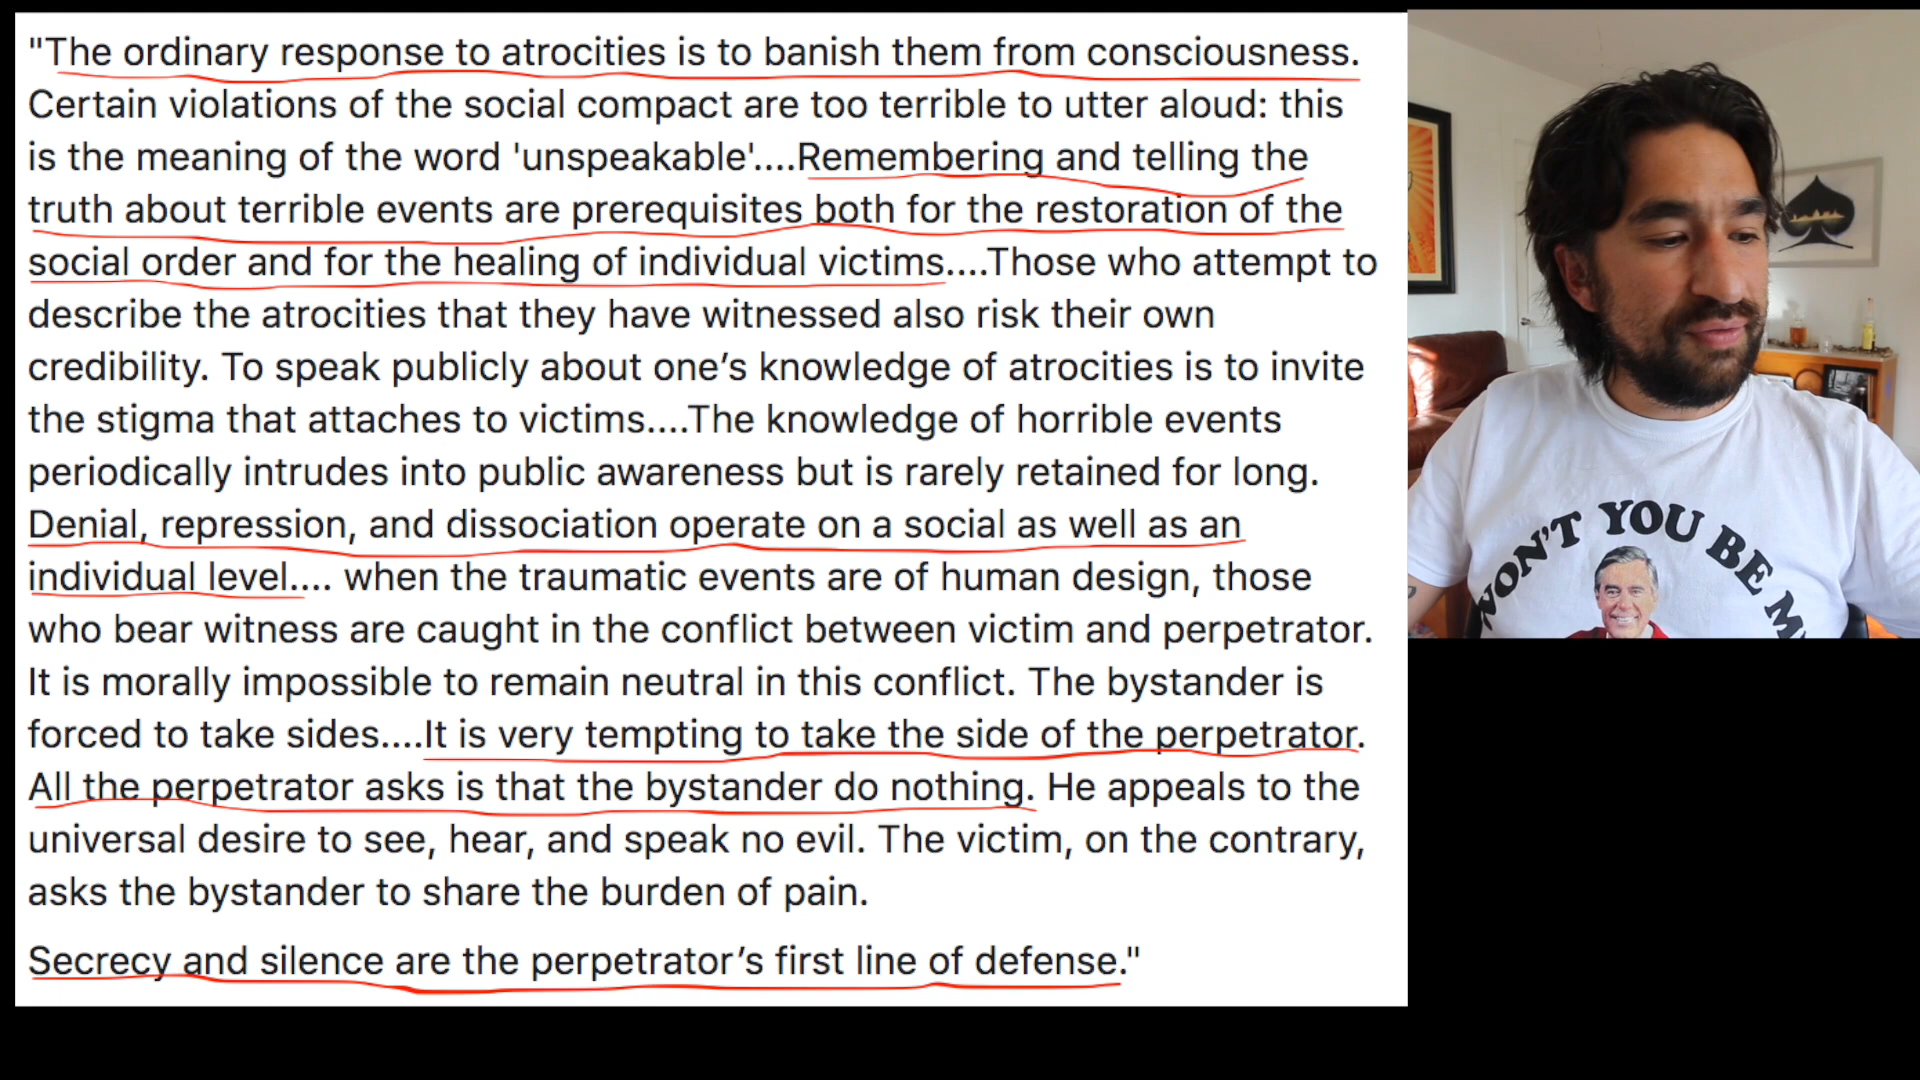 "The ordinary response to atrocities is to banish them from consciousness.
Certain violations of the social compact are too terrible to utter aloud: this
is the meaning of the word 'unspeakable'....Remembering and telling the
truth about terrible events are prerequisites both for the restoration of the
social order and for the healing of individual victims....Those who attempt to
describe the atrocities that they have witnessed also risk their own
credibility. To speak publicly about one’s knowledge of atrocities is to invite
the stigma that attaches to victims....The knowledge of horrible events
periodically intrudes into public awareness but is rarely retained for long.
Denial, repression, and dissociation operate on a social as well as an
individual level.... when the traumatic events are of human design, those
who bear witness are caught in the conflict between victim and perpetrator.
It is morally impossible to remain neutral in this conflict. The bystander is
forced to take sides....It is very tempting to take the side of the perpetrator.
All the perpetrator asks is that the bystander do nothing. He appeals to the
universal desire to see, hear, and speak no evil. The victim, on the contrary,
asks the bystander to share the burden of pain.
Secrecy and silence are the perpetrator’s first line of defense."
WON'T YOU BE M